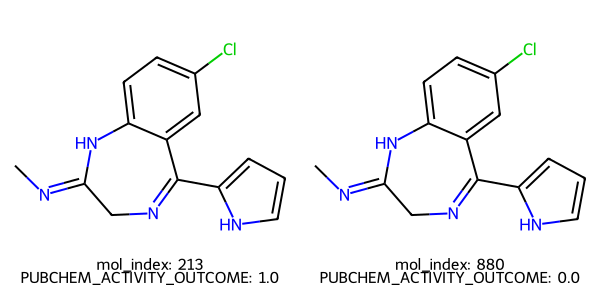 Cl
Cl
HN
HN
N
N
HN
N
N
HN
mol_index: 213
mol_index: 880
PUBCHEM_ACTIVITY_OUTCOME: 1.0
PUBCHEM_ACTIVITY_OUTCOME: 0.0